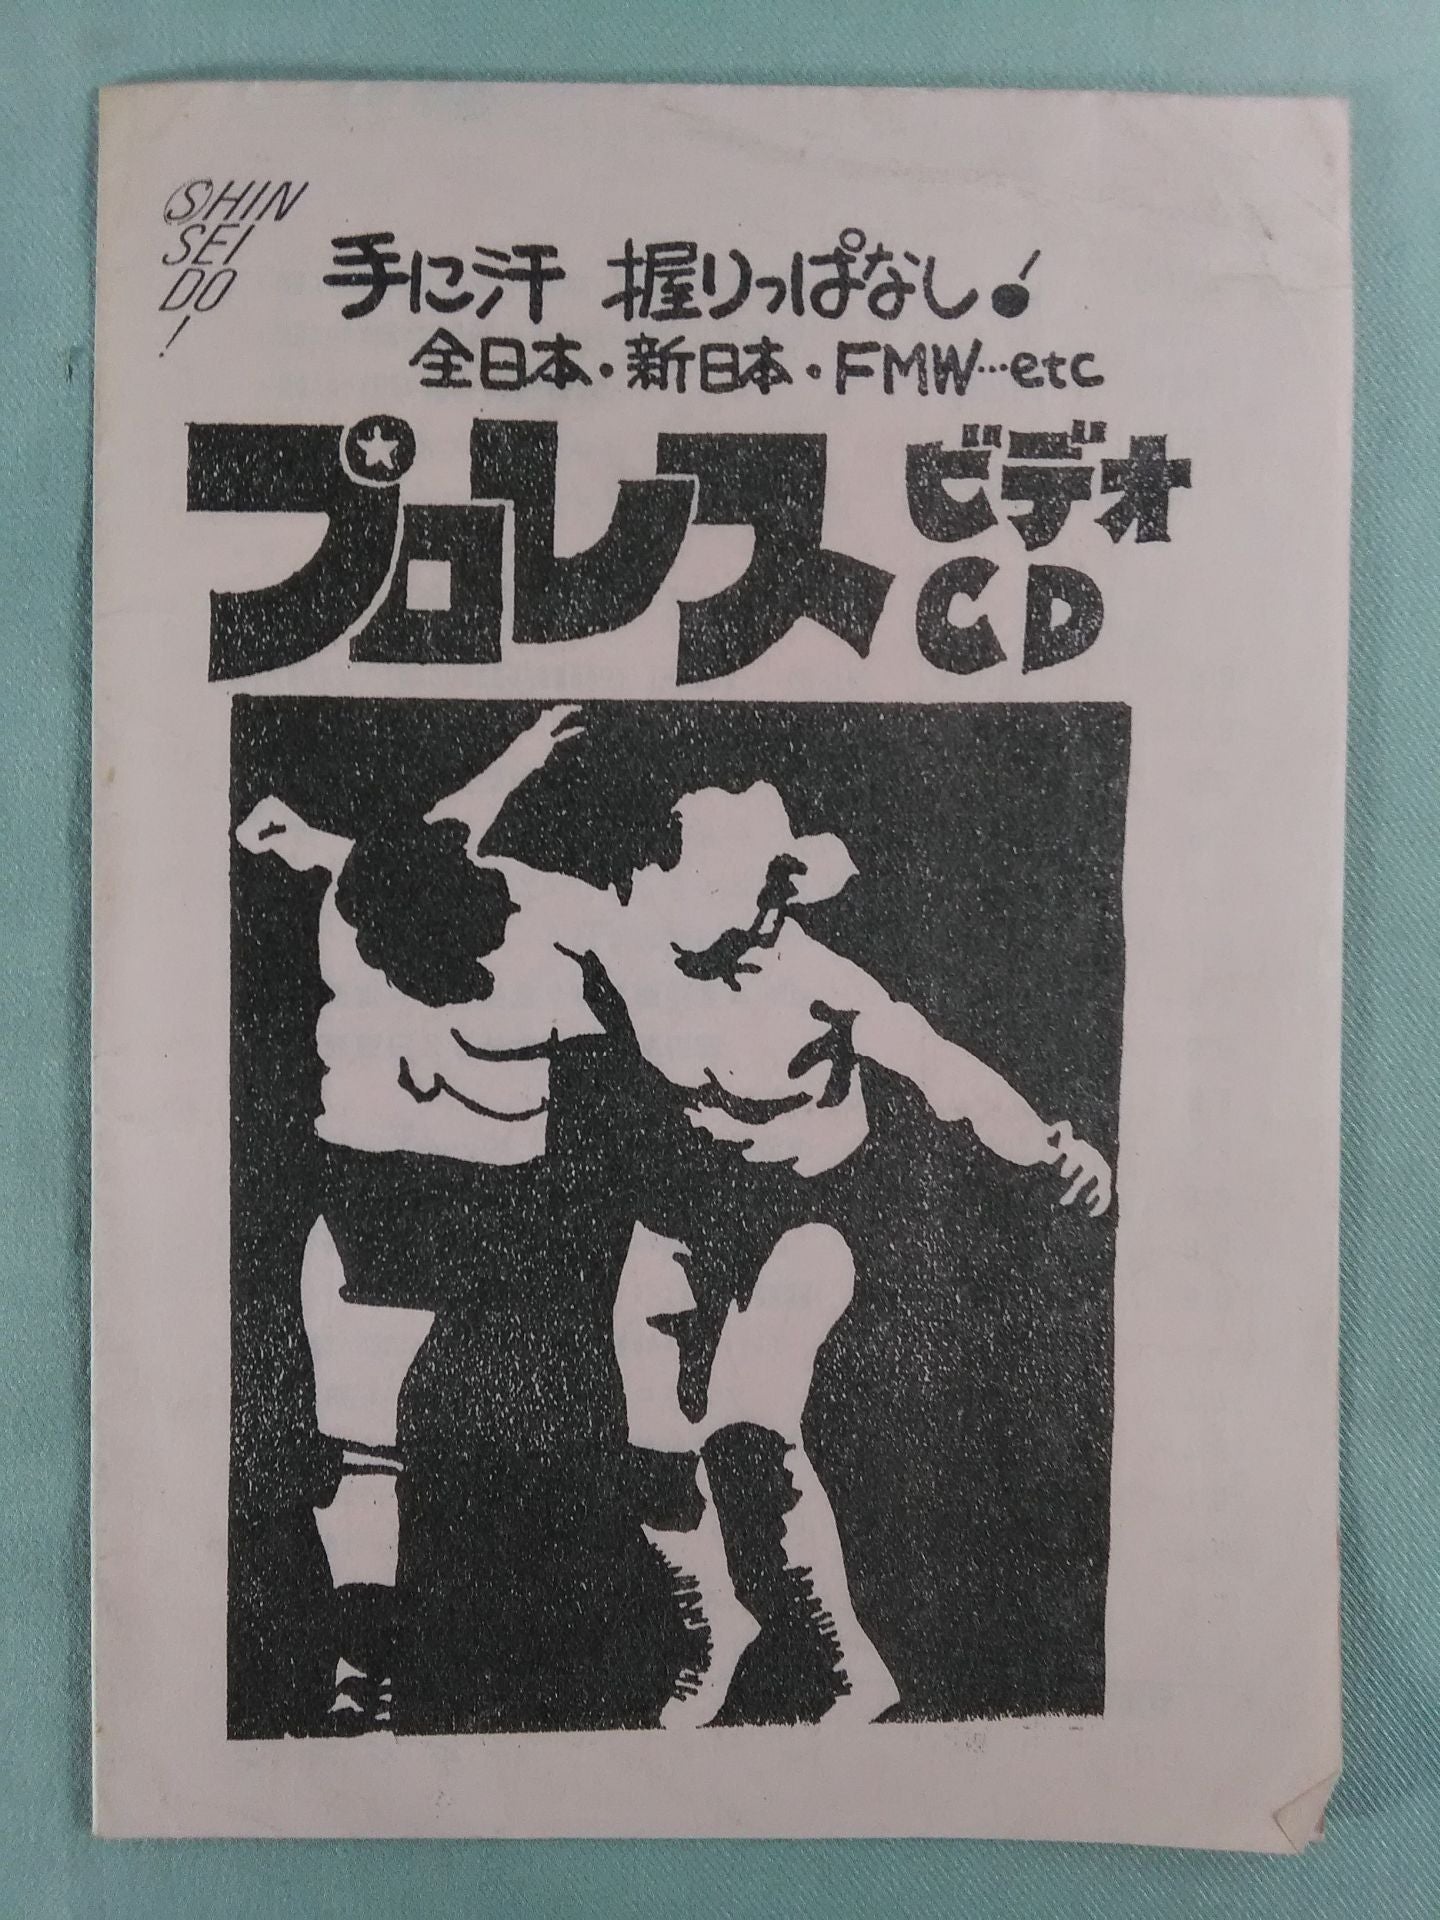 SHIN
SEI
DO!
手に汗 握りっぱなし!
全日本・新日本・FMW…etc
プロレス ビデオ
CD